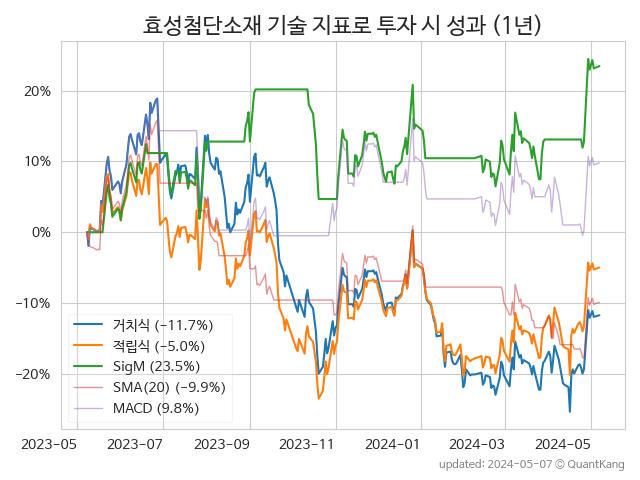 효성첨단소재 기술 지표로 투자 시 성과 (1년)
20%
10%
0%
−10%
−20%
거치식 (−11.7%)
적립식 (−5.0%)
SigM (23.5%)
SMA(20) (−9.9%)
MACD (9.8%)
2023-05
2023-07
2023-09
2023-11
2024-01
2024-03
2024-05
updated: 2024-05-07 © QuantKang